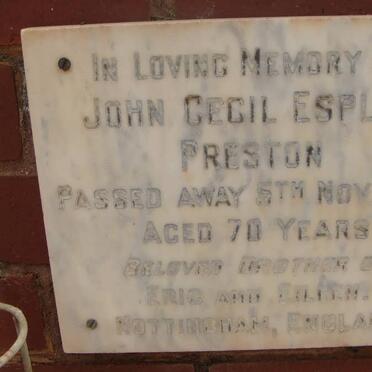 IN LOVING MEMORY
JOHN CECIL ESPL
PRESTON
PASSED AWAY 5TH NOV
AGED 70 YEARS
BELOVED BROTHER O
ERIC AND EILEEN.
NOTTINGHAM, ENGLA